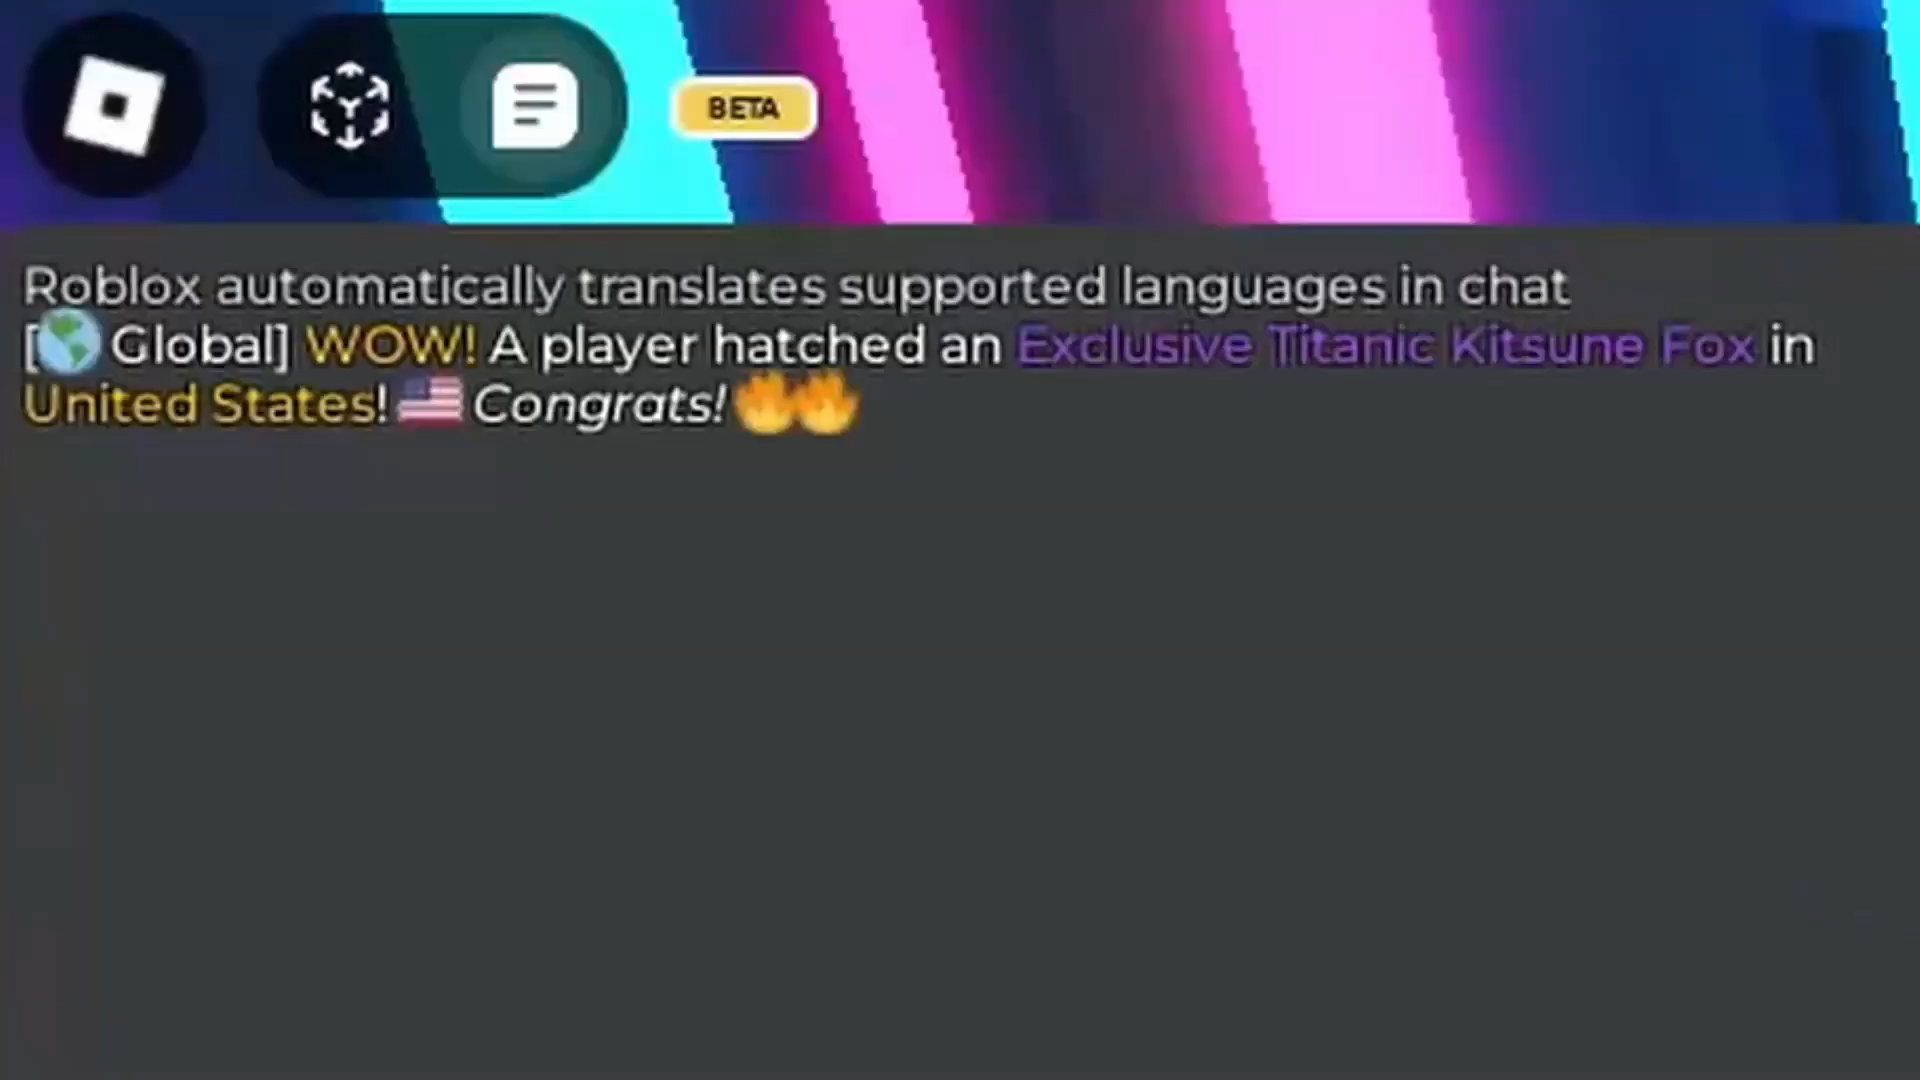 BETA
Roblox automatically translates supported languages in chat
[🌎 Global] WOW! A player hatched an Exclusive Titanic Kitsune Fox in
United States! 🇺🇸 Congrats! 🔥🔥